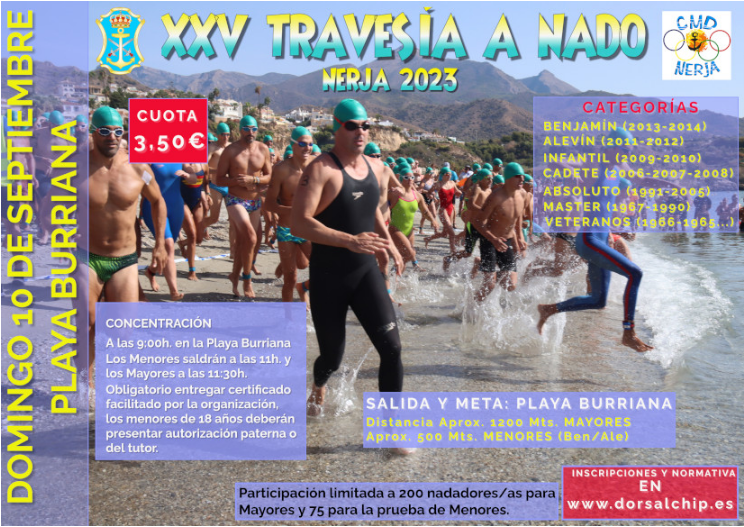 XXV TRAVESÍA A NADO
NERJA 2023
CMD
NERJA
DOMINGO 10 DE SEPTIEMBRE
PLAYA BURRIANA
CUOTA
3,50€
CATEGORÍAS
BENJAMÍN (2013-2014)
ALEVÍN (2011-2012)
INFANTIL (2009-2010)
CADETE (2006-2007-2008)
ABSOLUTO (1991-2005)
MASTER (1967-1990)
VETERANOS (1966-1965...)
CONCENTRACIÓN
A las 9:00h. en la Playa Burriana
Los Menores saldrán a las 11h. y
los Mayores a las 11:30h.
Obligatorio entregar certificado
facilitado por la organización,
los menores de 18 años deberán
presentar autorización paterna o
del tutor.
SALIDA Y META: PLAYA BURRIANA
Distancia Aprox. 1200 Mts. MAYORES
Aprox. 500 Mts. MENORES (Ben/Ale)
Participación limitada a 200 nadadores/as para
Mayores y 75 para la prueba de Menores.
INSCRIPCIONES Y NORMATIVA
EN
www.dorsalchip.es